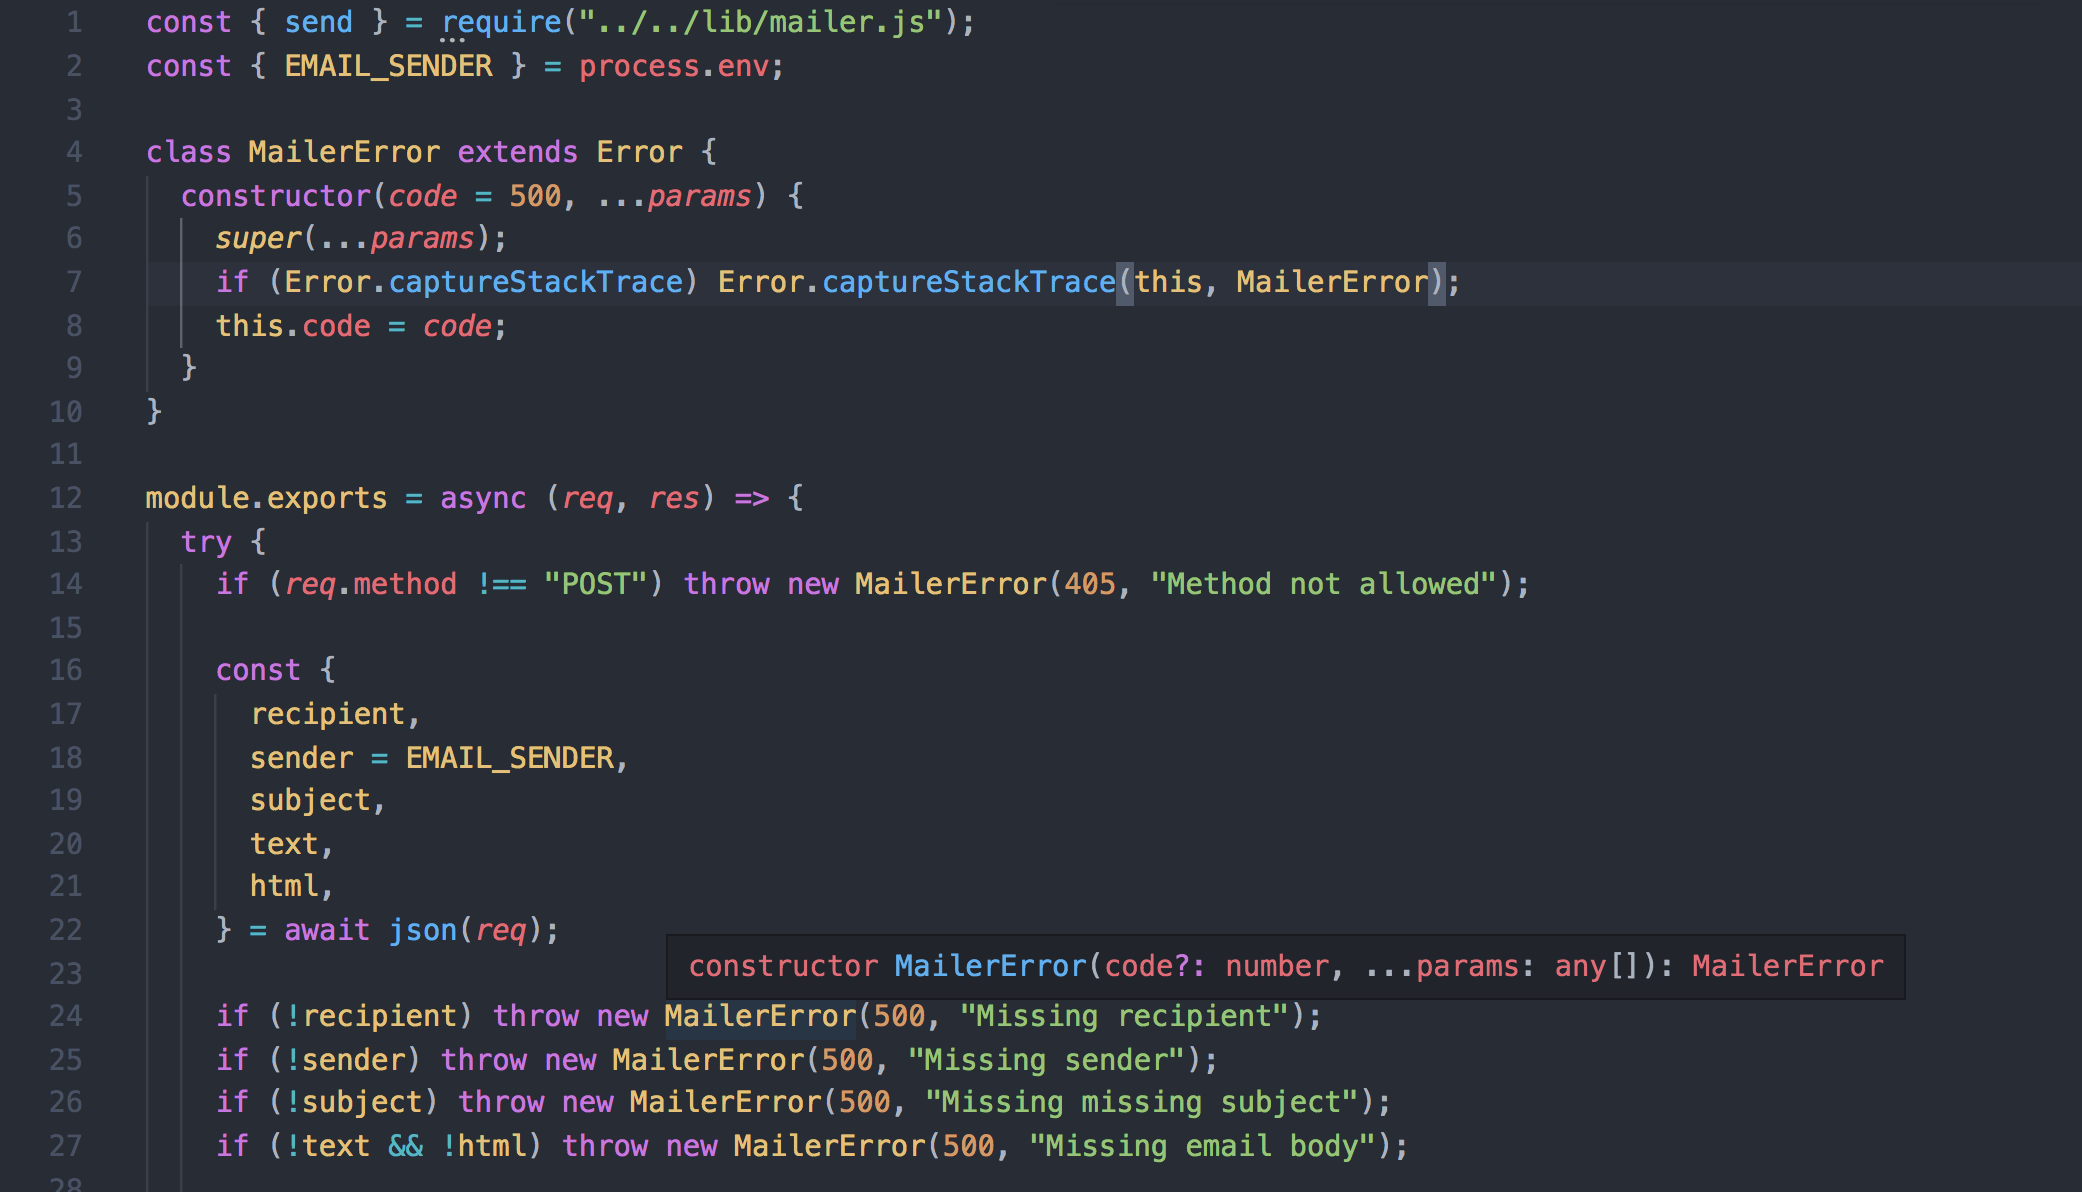 1 const { send } = require("../../lib/mailer.js");
2 const { EMAIL_SENDER } = process.env;
3
4 class MailerError extends Error {
5 constructor(code = 500, ...params) {
6 super(...params);
7 if (Error.captureStackTrace) Error.captureStackTrace(this, MailerError);
8 this.code = code;
9 }
10 }
11
12 module.exports = async (req, res) => {
13 try {
14 if (req.method !== "POST") throw new MailerError(405, "Method not allowed");
15
16 const {
17 recipient,
18 sender = EMAIL_SENDER,
19 subject,
20 text,
21 html,
22 } = await json(req);
23 constructor MailerError(code?: number, ...params: any[]): MailerError
24 if (!recipient) throw new MailerError(500, "Missing recipient");
25 if (!sender) throw new MailerError(500, "Missing sender");
26 if (!subject) throw new MailerError(500, "Missing missing subject");
27 if (!text && !html) throw new MailerError(500, "Missing email body");
28